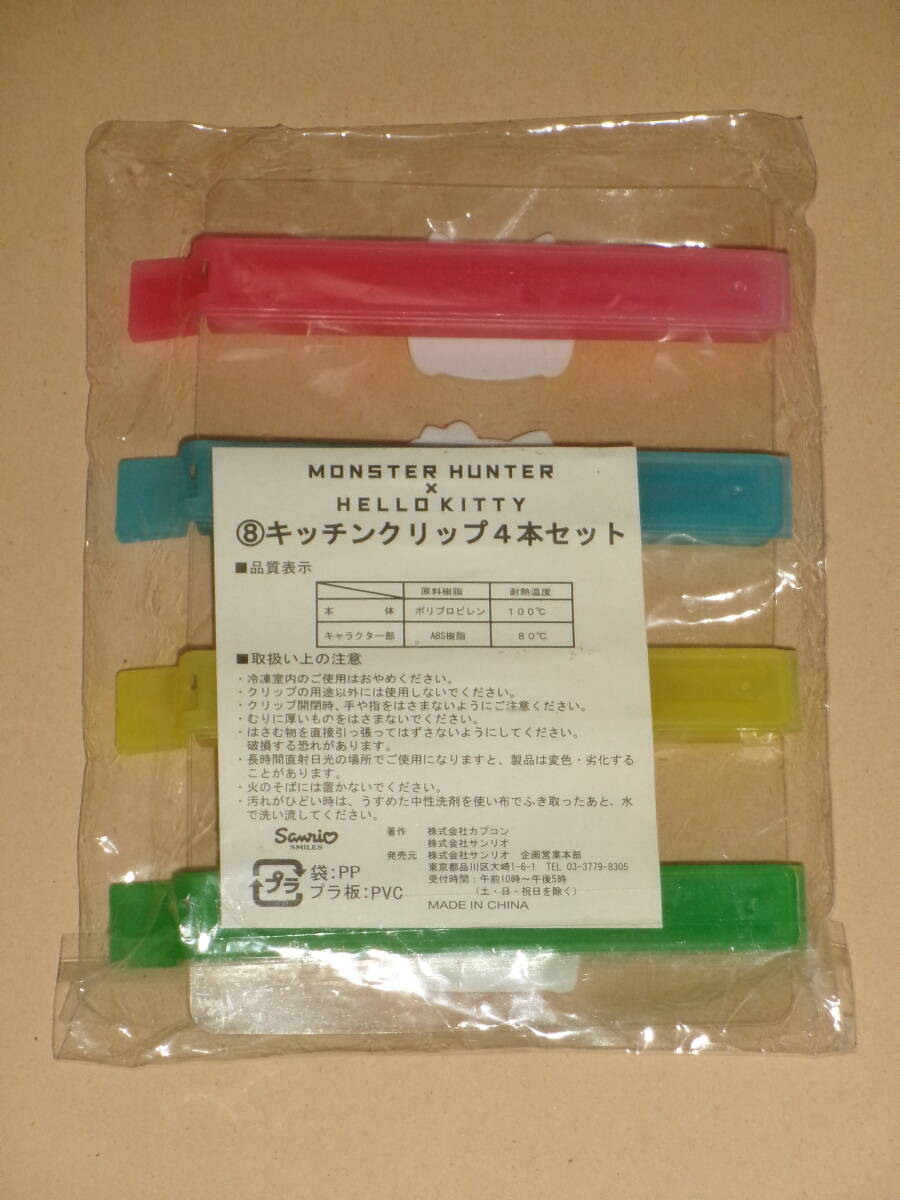 MONSTER HUNTER
×
HELLO KITTY
⑧キッチンクリップ４本セット
■品質表示
原料樹脂 耐熱温度
本 体 ポリプロピレン １００℃
キャラクター部 ABS樹脂 ８０℃
■取扱い上の注意
・冷凍室内のご使用はおやめください。
・クリップの用途以外には使用しないでください。
・クリップ開閉時、手や指をはさまないようにご注意ください。
・むりに厚いものをはさまないでください。
・はさむ物を直接引っ張ってはずさないようにしてください。
破損する恐れがあります。
・長時間直射日光の場所でご使用になりますと、製品は変色・劣化する
ことがあります。
・火のそばには置かないでください。
・汚れがひどい時は、うすめた中性洗剤を使い布でふき取ったあと、水
で洗い流してください。
Sanrio
SMILES
著作 株式会社カプコン
株式会社サンリオ
発売元 株式会社サンリオ 企画営業本部
東京都品川区大崎1-6-1 TEL 03-3779-8305
受付時間：午前10時～午後5時
（土・日・祝日を除く）
MADE IN CHINA
プラ
袋:PP
プラ板:PVC